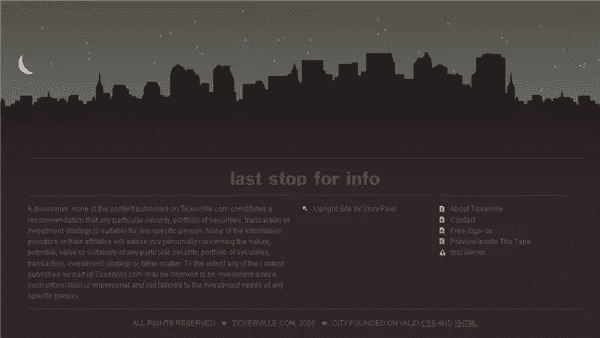 last stop for info
A disclaimer: none of the content published on Tickerville.com constitutes a
recommendation that any particular security, portfolio of securities, transaction or
investment strategy is suitable for any specific person. None of the information
providers or their affiliates will advise you personally concerning the nature,
potential, value or suitability of any particular security, portfolio or securities,
transaction, investment strategy or other matter. To the extent any of the content
published as part of Tickerville.com may be deemed to be investment advice,
such information is impersonal and not tailored to the investment needs of any
specific person.
Upright Site by Story Pixel
About Tickerville
Contact
Free Sign-up
Preview Inside The Tape
disclaimer
ALL RIGHTS RESERVED ♥ TICKERVILLE.COM, ♥ CITY FOUNDED ON VALID CSS AND XHTML